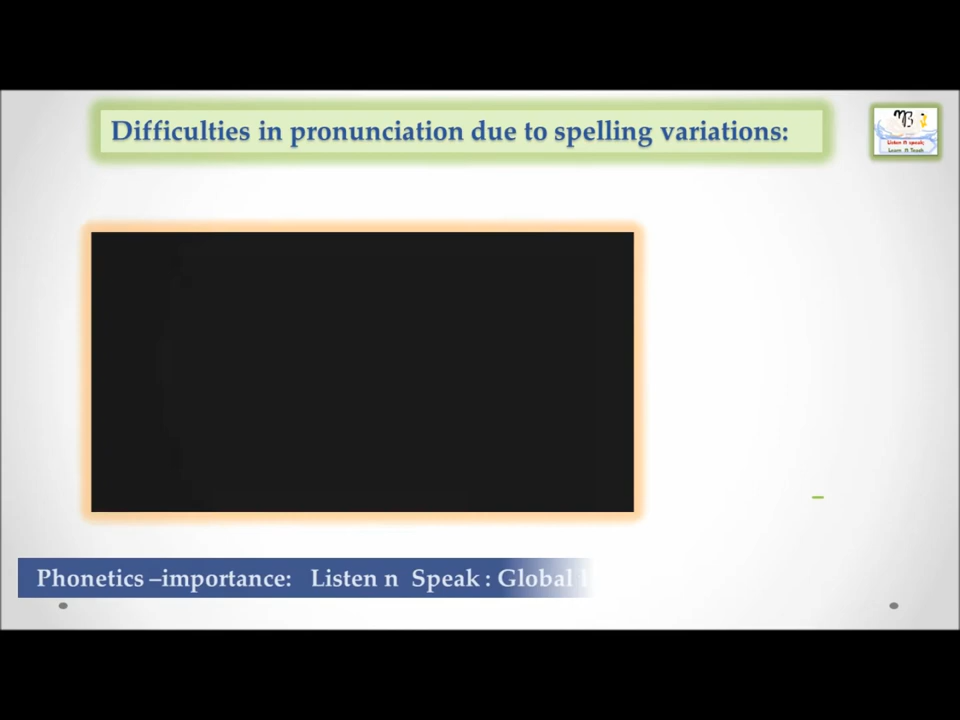 Difficulties in pronunciation due to spelling variations:
Listen n speak;
Learn n Teach
Phonetics –importance: Listen n Speak : Global